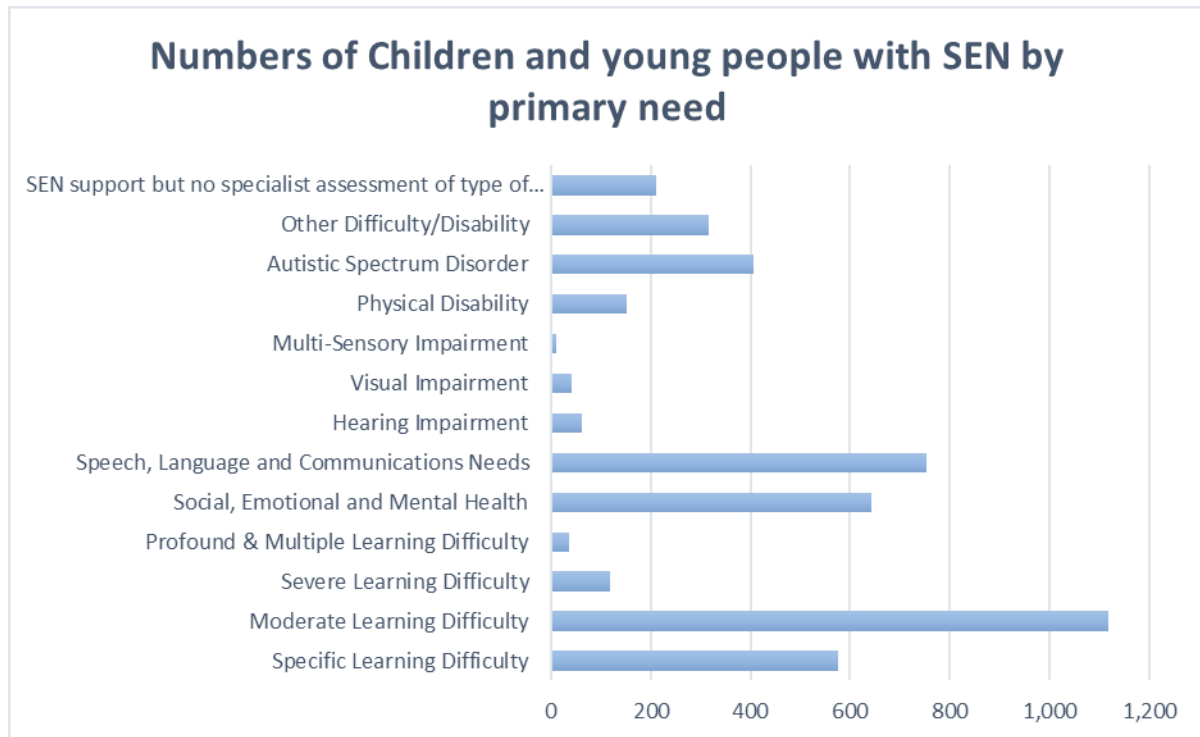 Numbers of Children and young people with SEN by
primary need
SEN support but no specialist assessment of type of...
Other Difficulty/Disability
Autistic Spectrum Disorder
Physical Disability
Multi-Sensory Impairment
Visual Impairment
Hearing Impairment
Speech, Language and Communications Needs
Social, Emotional and Mental Health
Profound & Multiple Learning Difficulty
Severe Learning Difficulty
Moderate Learning Difficulty
Specific Learning Difficulty
0 200 400 600 800 1,000 1,200